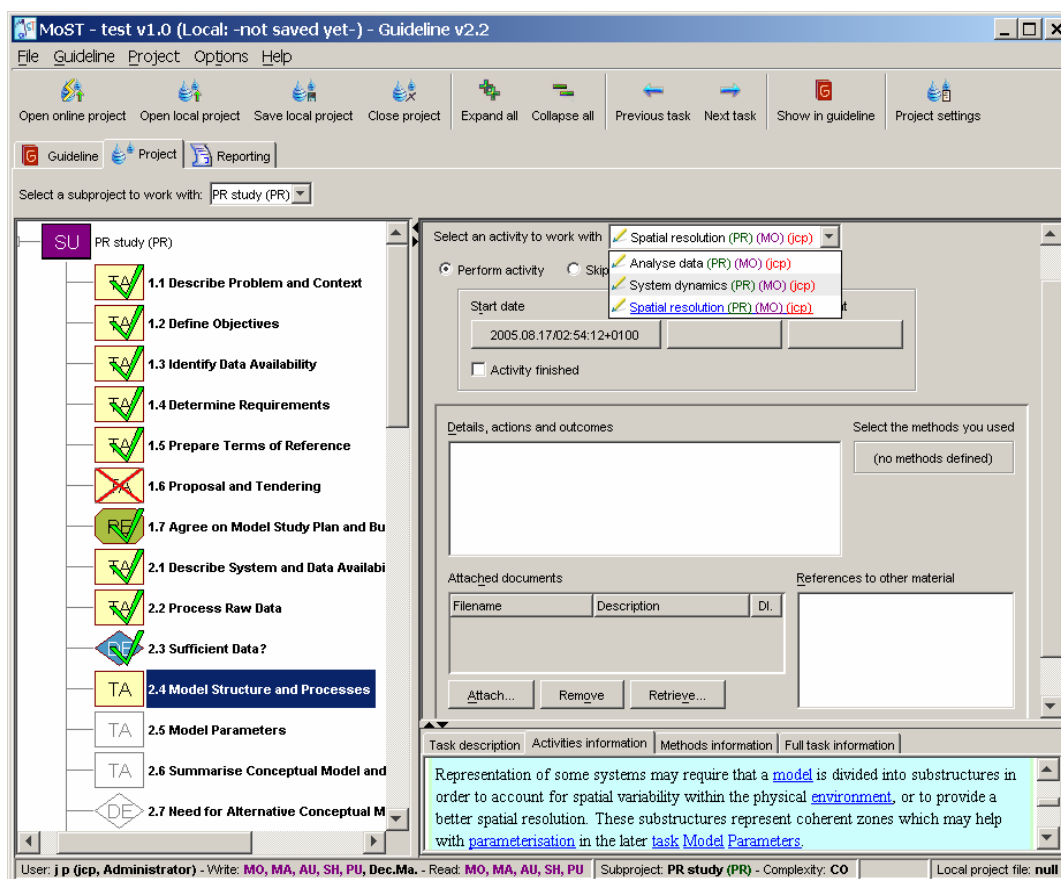 MoST - test v1.0 (Local: -not saved yet-) - Guideline v2.2
File Guideline Project Options Help
Open online project Open local project Save local project Close project Expand all Collapse all Previous task Next task Show in guideline Project settings
Guideline Project Reporting
Select a subproject to work with: PR study (PR)
SU PR study (PR)
TA 1.1 Describe Problem and Context
TA 1.2 Define Objectives
TA 1.3 Identify Data Availability
TA 1.4 Determine Requirements
TA 1.5 Prepare Terms of Reference
TA 1.6 Proposal and Tendering
RE 1.7 Agree on Model Study Plan and Bu
TA 2.1 Describe System and Data Availabi
TA 2.2 Process Raw Data
DE 2.3 Sufficient Data?
TA 2.4 Model Structure and Processes
TA 2.5 Model Parameters
TA 2.6 Summarise Conceptual Model and
DE 2.7 Need for Alternative Conceptual M
Select an activity to work with Spatial resolution (PR) (MO) (jcp)
Analyse data (PR) (MO) (jcp)
System dynamics (PR) (MO) (jcp)
Spatial resolution (PR) (MO) (jcp)
Perform activity Skip
Start date
2005.08.17/02:54:12+0100
Activity finished
Details, actions and outcomes Select the methods you used
(no methods defined)
Attached documents References to other material
Filename Description DI.
Attach... Remove Retrieve...
Task description Activities information Methods information Full task information
Representation of some systems may require that a model is divided into substructures in
order to account for spatial variability within the physical environment, or to provide a
better spatial resolution. These substructures represent coherent zones which may help
with parameterisation in the later task Model Parameters.
User: j p (jcp, Administrator) - Write: MO, MA, AU, SH, PU, Dec.Ma. - Read: MO, MA, AU, SH, PU Subproject: PR study (PR) - Complexity: CO Local project file: null